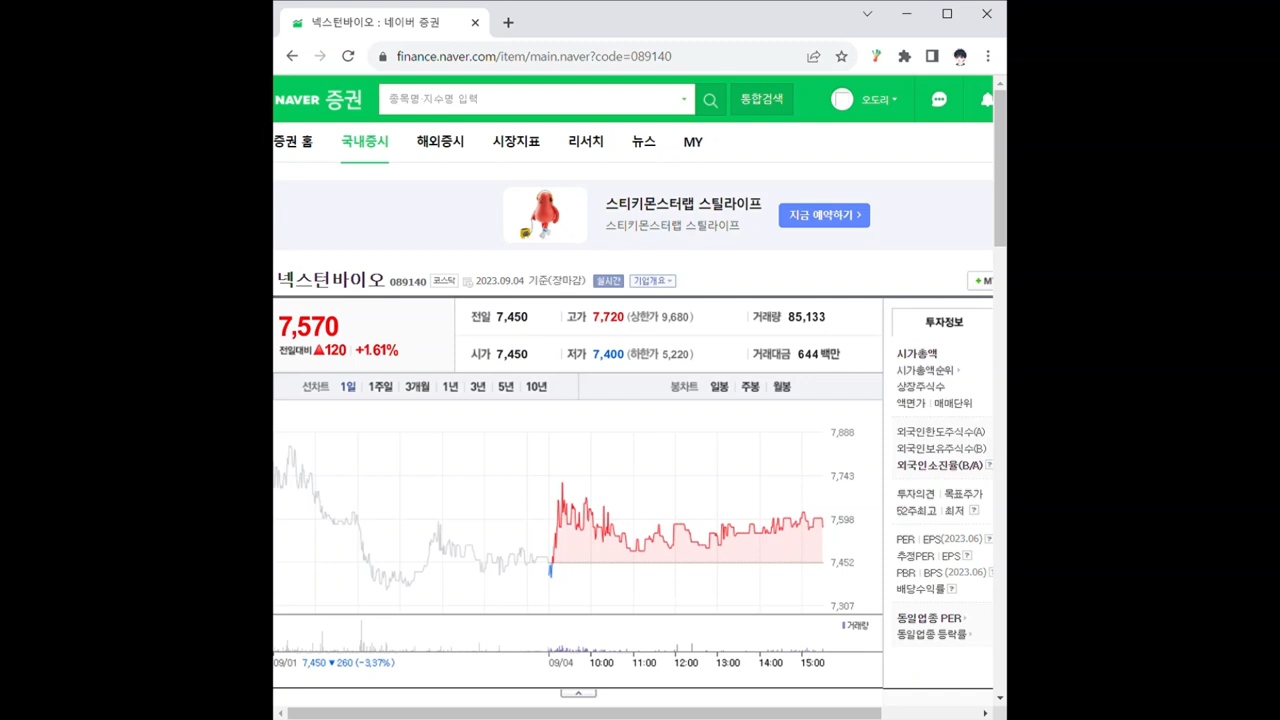 넥스턴바이오 : 네이버 증권
finance.naver.com/item/main.naver?code=089140
NAVER 증권
종목명·지수명 입력
통합검색
오도리
증권 홈 국내증시 해외증시 시장지표 리서치 뉴스 MY
스티키몬스터랩 스틸라이프
스티키몬스터랩 스틸라이프
지금 예약하기
넥스턴바이오 089140 코스닥 2023.09.04 기준(장마감) 실시간 기업개요
+ M
7,570
전일대비 ▲120 +1.61%
전일 7,450 고가 7,720 (상한가 9,680) 거래량 85,133
시가 7,450 저가 7,400 (하한가 5,220) 거래대금 644 백만
선차트 1일 1주일 3개월 1년 3년 5년 10년 봉차트 일봉 주봉 월봉
7,888
7,743
7,598
7,452
7,307
거래량
09/01 7,450 ▼260 (-3.37%) 09/04 10:00 11:00 12:00 13:00 14:00 15:00
투자정보
시가총액
시가총액순위
상장주식수
액면가 매매단위
외국인한도주식수(A)
외국인보유주식수(B)
외국인소진율(B/A) ?
투자의견 목표주가
52주최고 최저 ?
PER EPS(2023.06) ?
추정PER EPS ?
PBR BPS (2023.06) ?
배당수익률 ?
동일업종 PER
동일업종 등락률